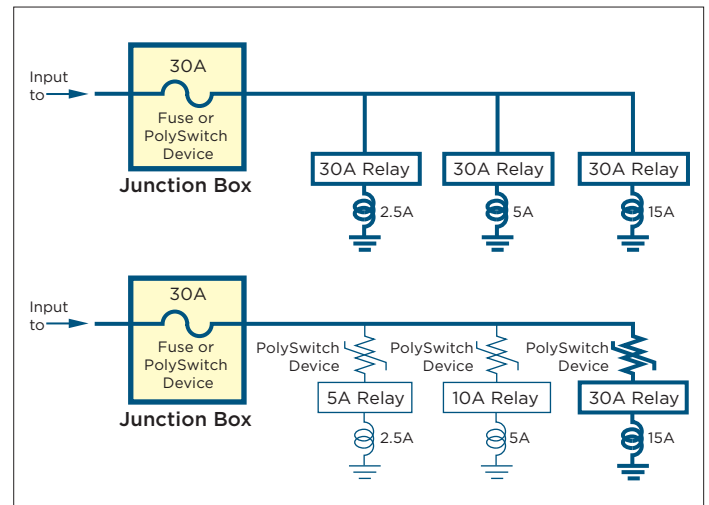 30A
Input
to
Fuse or
PolySwitch
Device
Junction Box
30A Relay
30A Relay
30A Relay
2.5A
5A
15A
30A
Input
to
Fuse or
PolySwitch
Device
Junction Box
PolySwitch
Device
PolySwitch
Device
PolySwitch
Device
5A Relay
10A Relay
30A Relay
2.5A
5A
15A